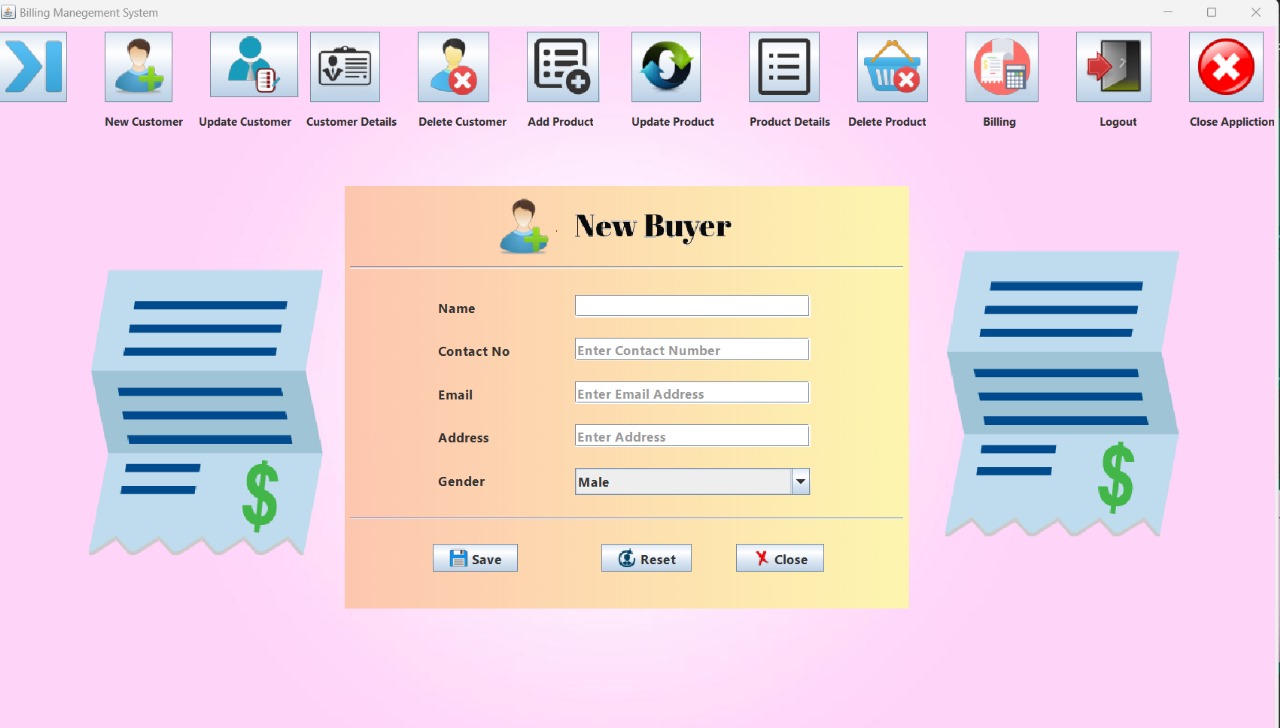 Billing Manegement System
New Customer Update Customer Customer Details Delete Customer Add Product Update Product Product Details Delete Product Billing Logout Close Appliction
New Buyer
Name
Contact No Enter Contact Number
Email Enter Email Address
Address Enter Address
Gender Male
Save Reset Close